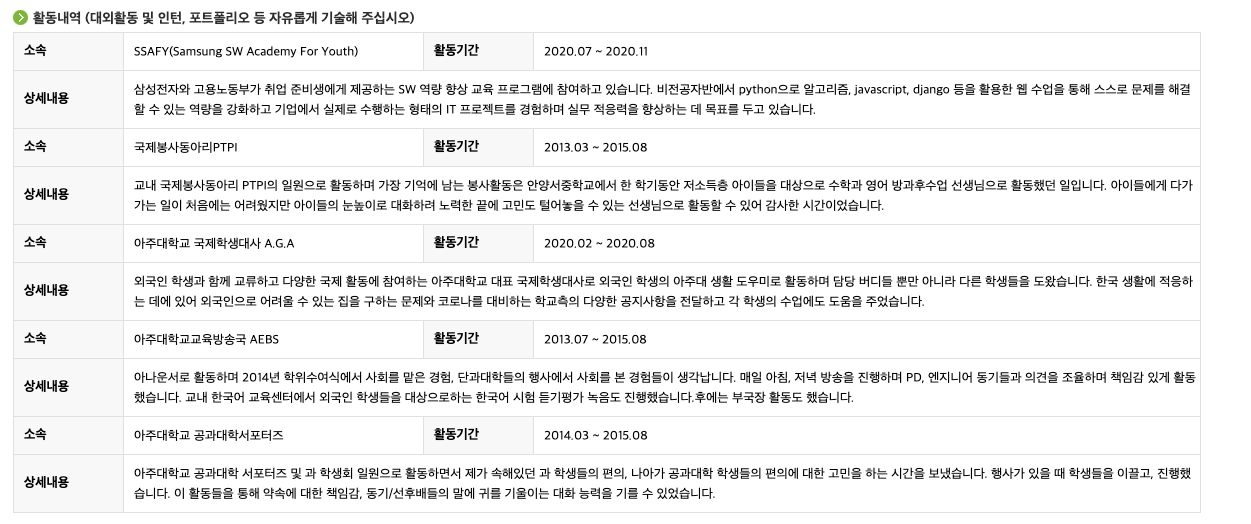 활동내역 (대외활동 및 인턴, 포트폴리오 등 자유롭게 기술해 주십시오)
소속 SSAFY(Samsung SW Academy For Youth) 활동기간 2020.07 ~ 2020.11
상세내용 삼성전자와 고용노동부가 취업 준비생에게 제공하는 SW 역량 향상 교육 프로그램에 참여하고 있습니다. 비전공자반에서 python으로 알고리즘, javascript, django 등을 활용한 웹 수업을 통해 스스로 문제를 해결
할 수 있는 역량을 강화하고 기업에서 실제로 수행하는 형태의 IT 프로젝트를 경험하며 실무 적응력을 향상하는 데 목표를 두고 있습니다.
소속 국제봉사동아리PTPI 활동기간 2013.03 ~ 2015.08
상세내용 교내 국제봉사동아리 PTPI의 일원으로 활동하며 가장 기억에 남는 봉사활동은 안양서중학교에서 한 학기동안 저소득층 아이들을 대상으로 수학과 영어 방과후수업 선생님으로 활동했던 일입니다. 아이들에게 다가
가는 일이 처음에는 어려웠지만 아이들의 눈높이로 대화하려 노력한 끝에 고민도 털어놓을 수 있는 선생님으로 활동할 수 있어 감사한 시간이었습니다.
소속 아주대학교 국제학생대사 A.G.A 활동기간 2020.02 ~ 2020.08
상세내용 외국인 학생과 함께 교류하고 다양한 국제 활동에 참여하는 아주대학교 대표 국제학생대사로 외국인 학생의 아주대 생활 도우미로 활동하며 담당 버디들 뿐만 아니라 다른 학생들을 도왔습니다. 한국 생활에 적응하
는 데에 있어 외국인으로 어려울 수 있는 집을 구하는 문제와 코로나를 대비하는 학교측의 다양한 공지사항을 전달하고 각 학생의 수업에도 도움을 주었습니다.
소속 아주대학교교육방송국 AEBS 활동기간 2013.07 ~ 2015.08
상세내용 아나운서로 활동하며 2014년 학위수여식에서 사회를 맡은 경험, 단과대학들의 행사에서 사회를 본 경험들이 생각납니다. 매일 아침, 저녁 방송을 진행하며 PD, 엔지니어 동기들과 의견을 조율하며 책임감 있게 활동
했습니다. 교내 한국어 교육센터에서 외국인 학생들을 대상으로하는 한국어 시험 듣기평가 녹음도 진행했습니다.후에는 부국장 활동도 했습니다.
소속 아주대학교 공과대학서포터즈 활동기간 2014.03 ~ 2015.08
상세내용 아주대학교 공과대학 서포터즈 및 과 학생회 일원으로 활동하면서 제가 속해있던 과 학생들의 편의, 나아가 공과대학 학생들의 편의에 대한 고민을 하는 시간을 보냈습니다. 행사가 있을 때 학생들을 이끌고, 진행했
습니다. 이 활동들을 통해 약속에 대한 책임감, 동기/선후배들의 말에 귀를 기울이는 대화 능력을 기를 수 있었습니다.